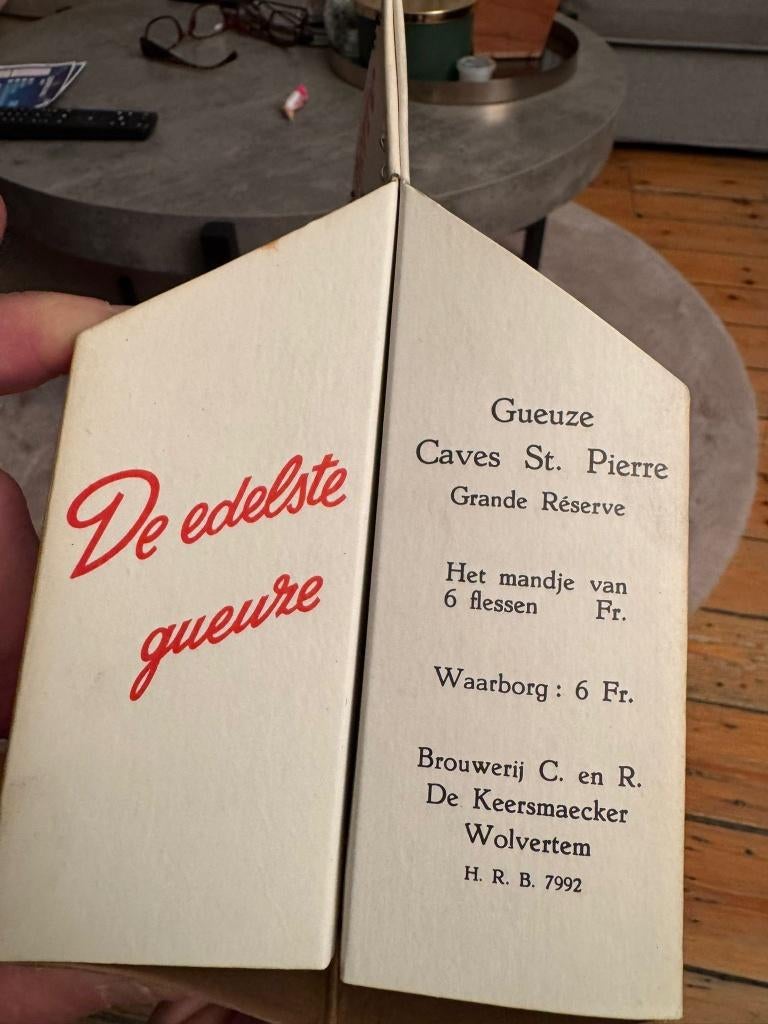 De edelste
gueuze
Gueuze
Caves St. Pierre
Grande Réserve
Het mandje van
6 flessen Fr.
Waarborg : 6 Fr.
Brouwerij C. en R.
De Keersmaecker
Wolvertem
H. R. B. 7992